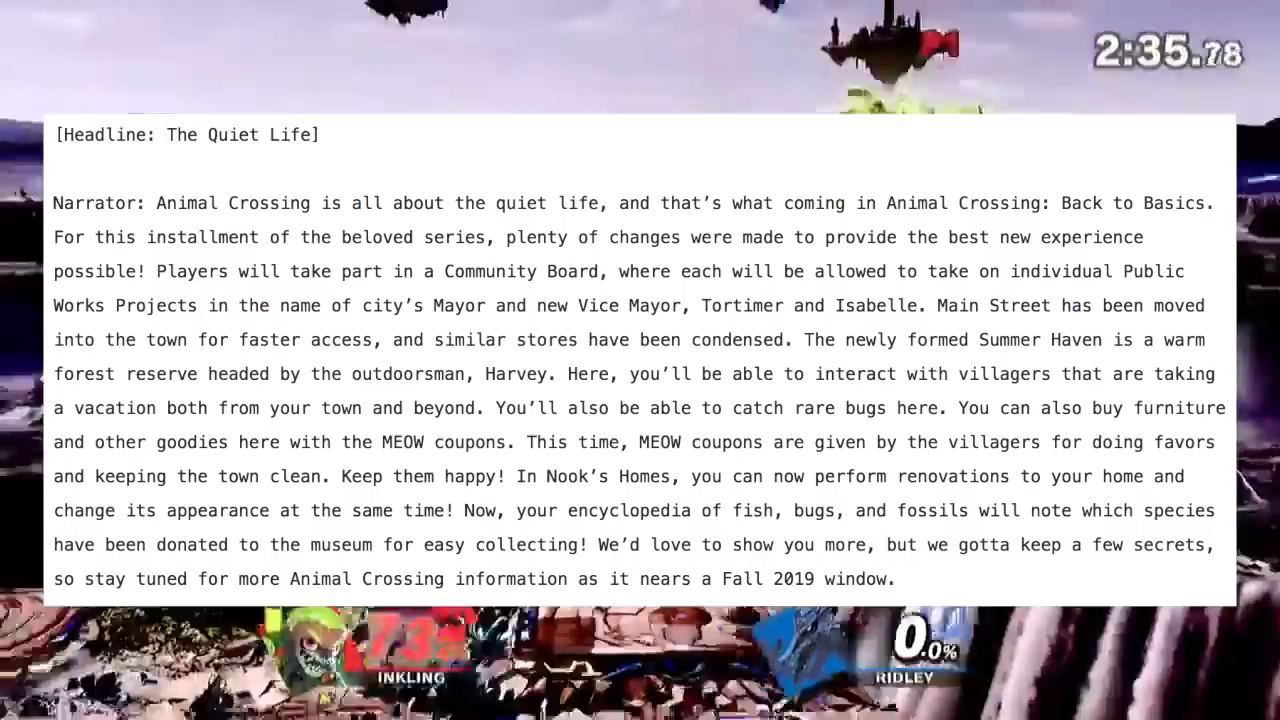 2:35.78
[Headline: The Quiet Life]
Narrator: Animal Crossing is all about the quiet life, and that’s what coming in Animal Crossing: Back to Basics.
For this installment of the beloved series, plenty of changes were made to provide the best new experience
possible! Players will take part in a Community Board, where each will be allowed to take on individual Public
Works Projects in the name of city’s Mayor and new Vice Mayor, Tortimer and Isabelle. Main Street has been moved
into the town for faster access, and similar stores have been condensed. The newly formed Summer Haven is a warm
forest reserve headed by the outdoorsman, Harvey. Here, you’ll be able to interact with villagers that are taking
a vacation both from your town and beyond. You’ll also be able to catch rare bugs here. You can also buy furniture
and other goodies here with the MEOW coupons. This time, MEOW coupons are given by the villagers for doing favors
and keeping the town clean. Keep them happy! In Nook’s Homes, you can now perform renovations to your home and
change its appearance at the same time! Now, your encyclopedia of fish, bugs, and fossils will note which species
have been donated to the museum for easy collecting! We’d love to show you more, but we gotta keep a few secrets,
so stay tuned for more Animal Crossing information as it nears a Fall 2019 window.
0.0%
INKLING
RIDLEY